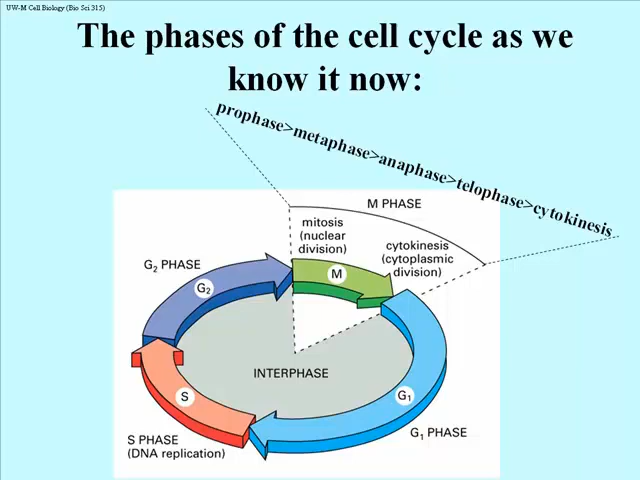 UW-M Cell Biology (Bio Sci 315)
The phases of the cell cycle as we
know it now:
prophase>metaphase>anaphase>telophase>cytokinesis
M PHASE
mitosis
(nuclear
division)
cytokinesis
(cytoplasmic
division)
G2 PHASE
M
G2
INTERPHASE
S
G1
S PHASE
(DNA replication)
G1 PHASE